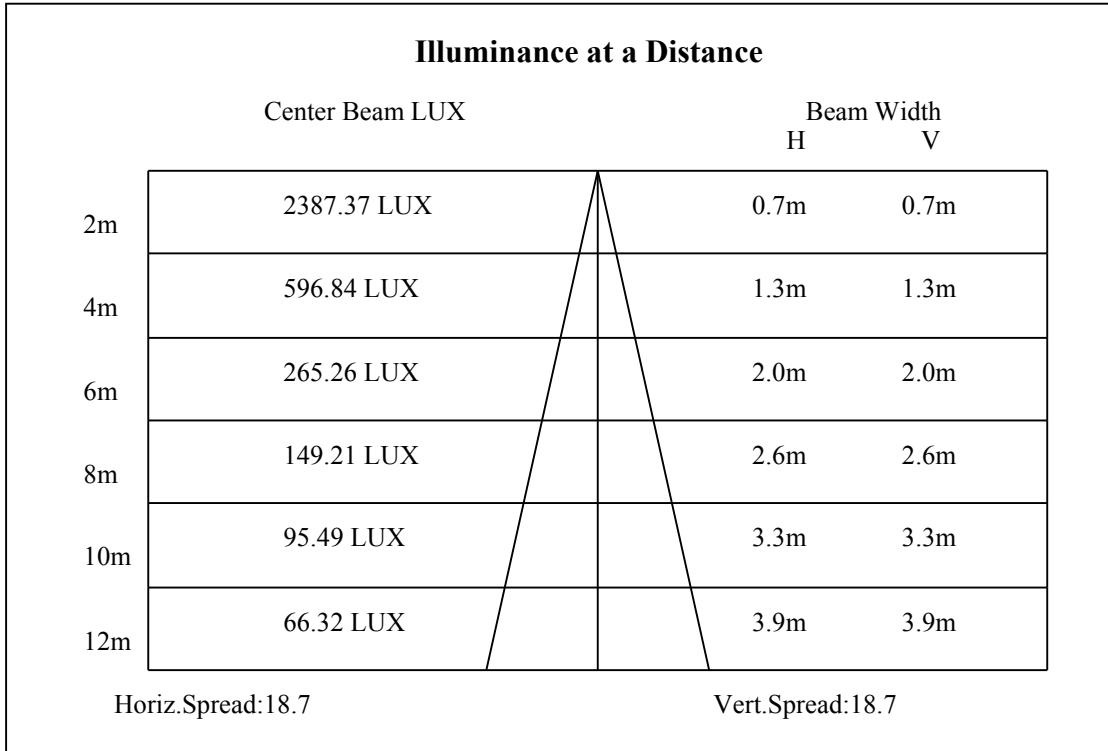 Illuminance at a Distance
Center Beam LUX Beam Width
H V
2m 2387.37 LUX 0.7m 0.7m
4m 596.84 LUX 1.3m 1.3m
6m 265.26 LUX 2.0m 2.0m
8m 149.21 LUX 2.6m 2.6m
10m 95.49 LUX 3.3m 3.3m
12m 66.32 LUX 3.9m 3.9m
Horiz.Spread:18.7 Vert.Spread:18.7